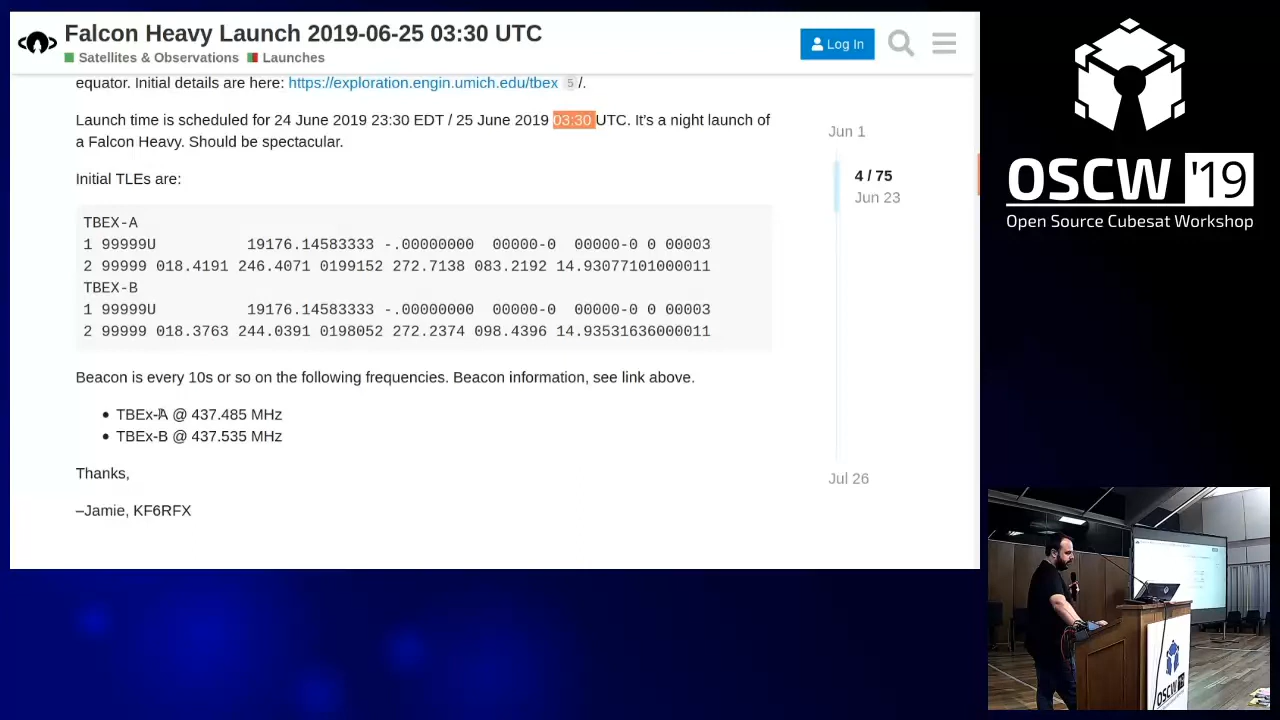 Falcon Heavy Launch 2019-06-25 03:30 UTC
Satellites & Observations Launches
Log In
equator. Initial details are here: https://exploration.engin.umich.edu/tbex 5 /.
Launch time is scheduled for 24 June 2019 23:30 EDT / 25 June 2019 03:30 UTC. It's a night launch of
a Falcon Heavy. Should be spectacular.
Initial TLEs are:
TBEX-A
1 99999U          19176.14583333 -.00000000  00000-0  00000-0 0 00003
2 99999 018.4191 246.4071 0199152 272.7138 083.2192 14.93077101000011
TBEX-B
1 99999U          19176.14583333 -.00000000  00000-0  00000-0 0 00003
2 99999 018.3763 244.0391 0198052 272.2374 098.4396 14.93531636000011
Beacon is every 10s or so on the following frequencies. Beacon information, see link above.
• TBEx-A @ 437.485 MHz
• TBEx-B @ 437.535 MHz
Thanks,
–Jamie, KF6RFX
Jun 1
4 / 75
Jun 23
Jul 26
OSCW '19
Open Source Cubesat Workshop
OSCW '19